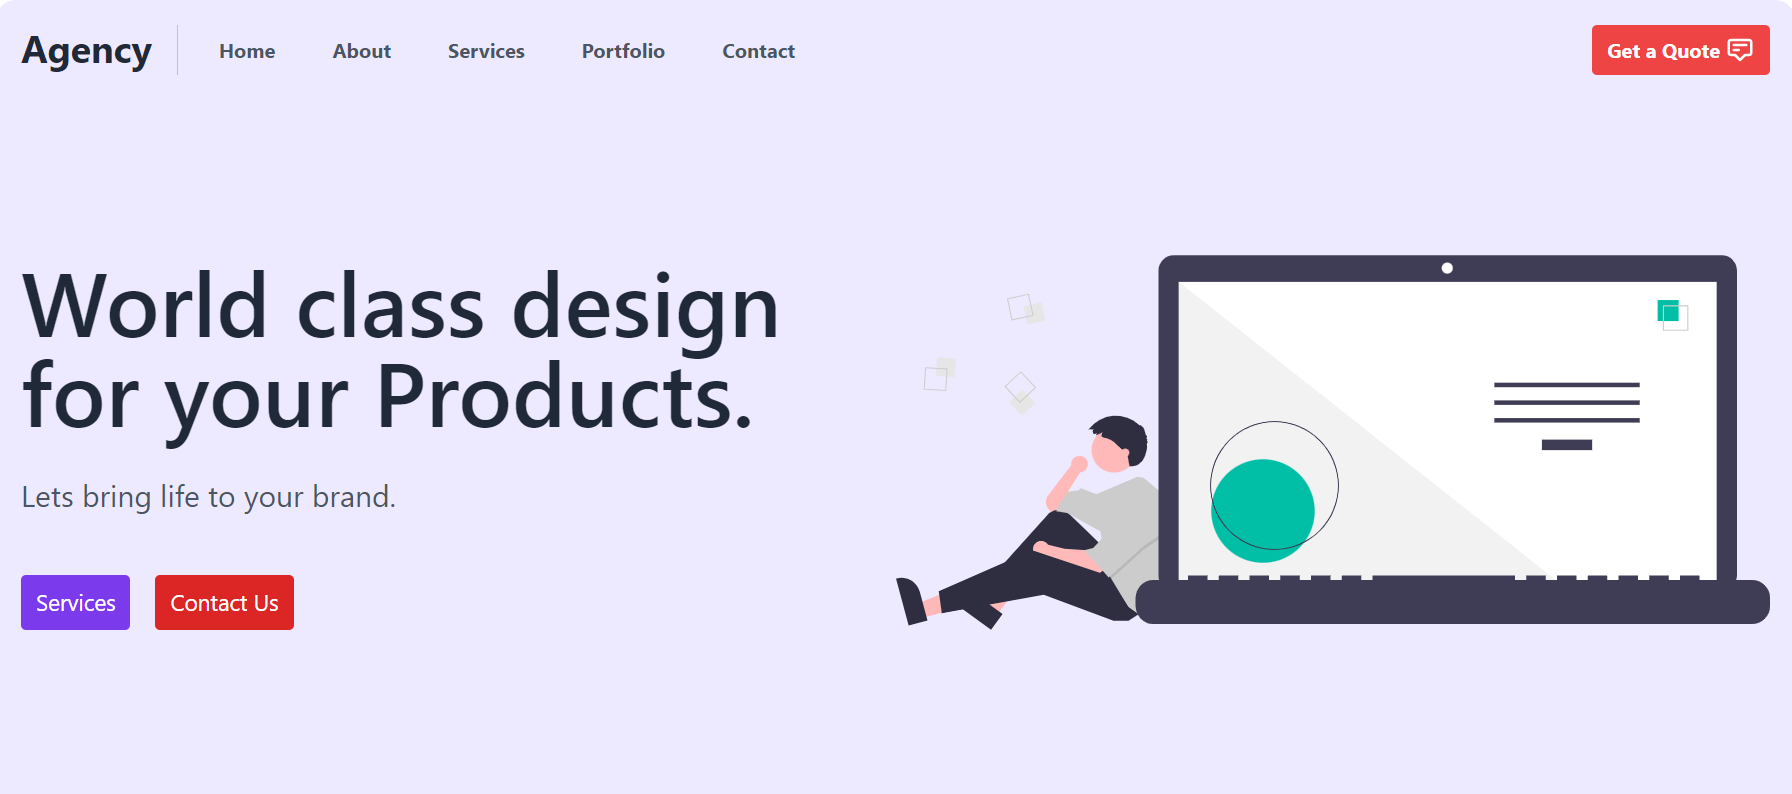 Agency
Home
About
Services
Portfolio
Contact
Get a Quote
World class design
for your Products.
Lets bring life to your brand.
Services
Contact Us